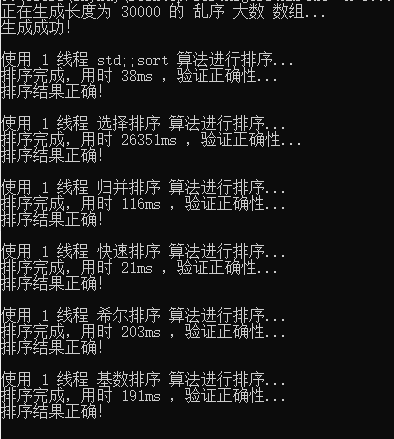 正在生成长度为 30000 的 乱序 大数 数组...
生成成功!
使用 1 线程 std;;sort 算法进行排序...
排序完成，用时 38ms ，验证正确性...
排序结果正确!
使用 1 线程 选择排序 算法进行排序...
排序完成，用时 26351ms ，验证正确性...
排序结果正确!
使用 1 线程 归并排序 算法进行排序...
排序完成，用时 116ms ，验证正确性...
排序结果正确!
使用 1 线程 快速排序 算法进行排序...
排序完成，用时 21ms ，验证正确性...
排序结果正确!
使用 1 线程 希尔排序 算法进行排序...
排序完成，用时 203ms ，验证正确性...
排序结果正确!
使用 1 线程 基数排序 算法进行排序...
排序完成，用时 191ms ，验证正确性...
排序结果正确!